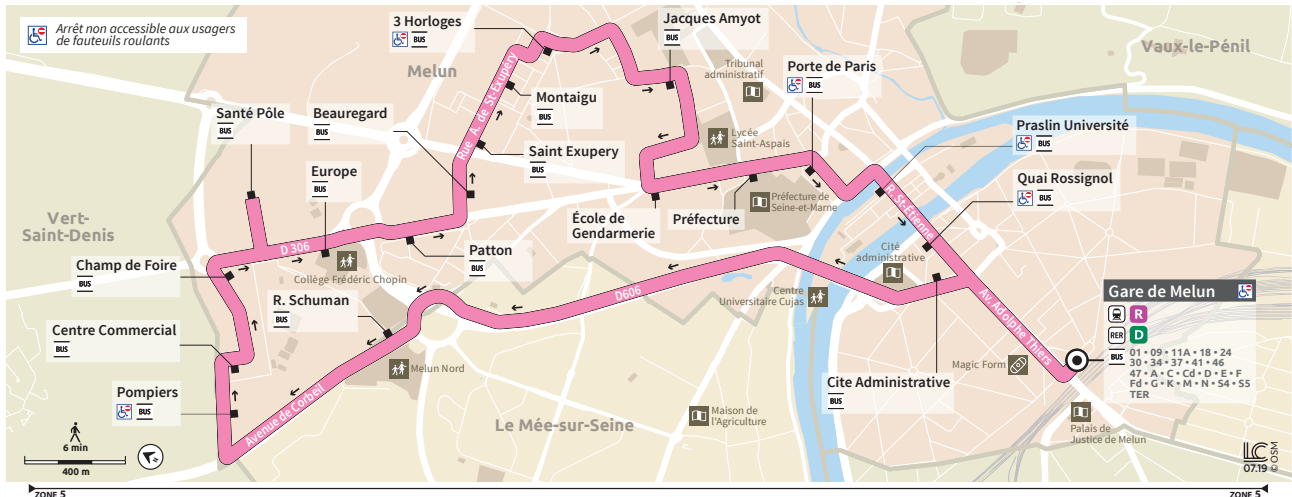 Arrêt non accessible aux usagers
de fauteuils roulants
3 Horloges
BUS
Jacques Amyot
BUS
Vaux-le-Pénil
Melun
Tribunal
administratif
Porte de Paris
BUS
Santé Pôle
BUS
Beauregard
BUS
Montaigu
BUS
Rue A. de St-Exupery
Lycée
Saint-Aspais
Praslin Université
BUS
Saint Exupery
BUS
Europe
BUS
Quai Rossignol
BUS
Vert-
Saint-Denis
École de
Gendarmerie
Préfecture
Préfecture de
Seine-et-Marne
R. St-Étienne
D 306
Patton
BUS
Cité
administrative
Champ de Foire
BUS
Collège Frédéric Chopin
R. Schuman
BUS
D606
Centre
Universitaire Cujas
Av. Adolphe Thiers
Gare de Melun
R
RER
D
BUS
01 • 09 • 11A • 18 • 24
30 • 34 • 37 • 41 • 46
47 • A • C • Cd • D • E • F
Fd • G • K • M • N • S4 • S5
TER
Centre Commercial
BUS
Melun Nord
Magic Form
Pompiers
BUS
Cite Administrative
BUS
Avenue de Corbeil
Le Mée-sur-Seine
Maison de
l'Agriculture
Palais de
Justice de Melun
6 min
400 m
LC
07.19
© OSM
ZONE 5
ZONE 5